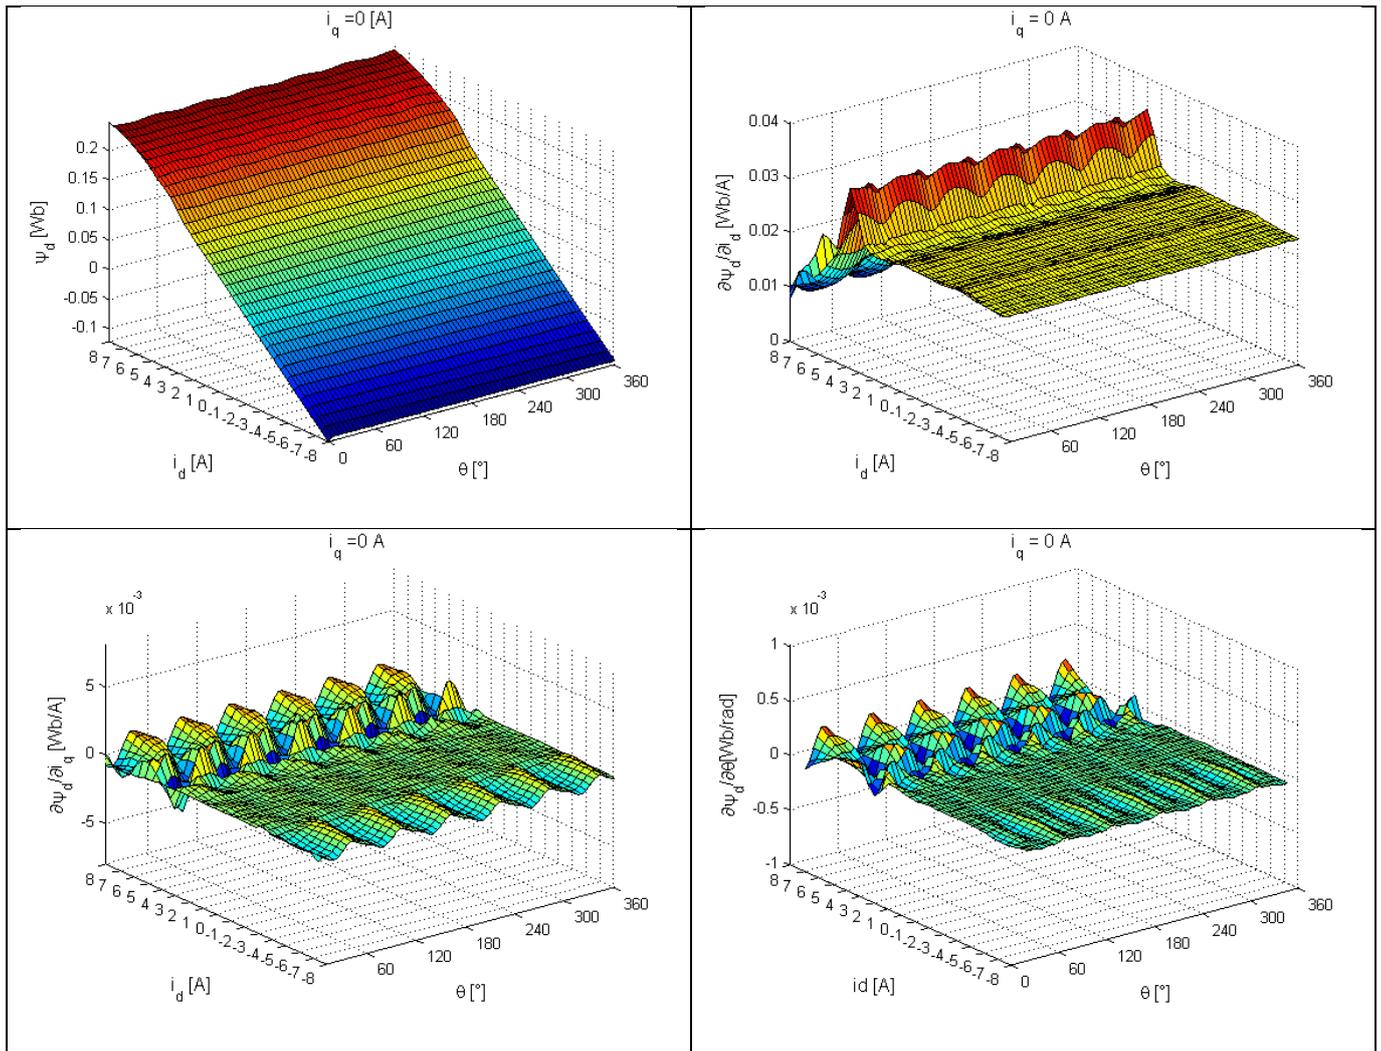 i_q =0 [A]
ψ_d [Wb]
0.2
0.15
0.1
0.05
0
-0.05
-0.1
8 7 6 5 4 3 2 1 0 -1 -2 -3 -4 -5 -6 -7 -8
i_d [A]
0 60 120 180 240 300 360
θ [°]
i_q = 0 A
∂ψ_d/∂i_d [Wb/A]
0.04
0.03
0.02
0.01
0
8 7 6 5 4 3 2 1 0 -1 -2 -3 -4 -5 -6 -7 -8
i_d [A]
60 120 180 240 300 360
θ [°]
i_q =0 A
x 10^-3
∂ψ_d/∂i_q [Wb/A]
5
0
-5
8 7 6 5 4 3 2 1 0 -1 -2 -3 -4 -5 -6 -7 -8
i_d [A]
60 120 180 240 300 360
θ [°]
i_q = 0 A
x 10^-3
∂ψ_d/∂θ[Wb/rad]
1
0.5
0
-0.5
-1
8 7 6 5 4 3 2 1 0 -1 -2 -3 -4 -5 -6 -7 -8
id [A]
0 60 120 180 240 300 360
θ [°]